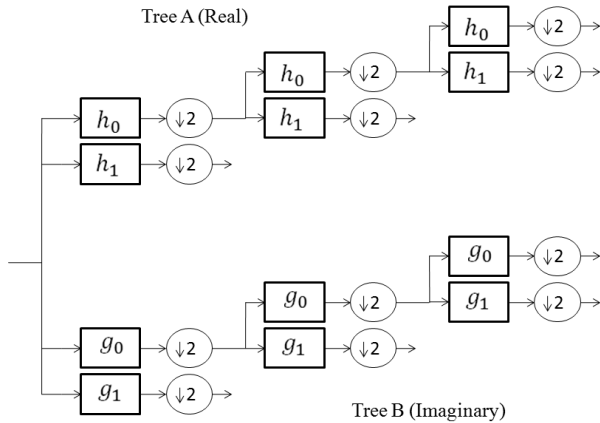 Tree A (Real)
h₀ ↓2
h₁ ↓2
h₀ ↓2
h₁ ↓2
h₀ ↓2
h₁ ↓2
g₀ ↓2
g₁ ↓2
g₀ ↓2
g₁ ↓2
g₀ ↓2
g₁ ↓2
Tree B (Imaginary)